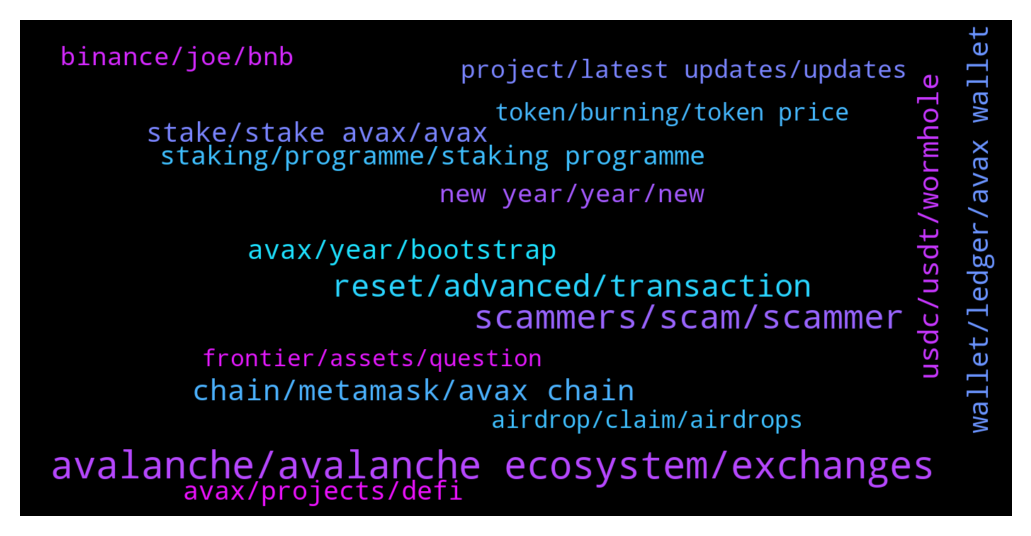 binance/joe/bnb
project/latest updates/updates
token/burning/token price
stake/stake avax/avax
staking/programme/staking programme
new year/year/new
avax/year/bootstrap
reset/advanced/transaction
scammers/scam/scammer
frontier/assets/question
chain/metamask/avax chain
airdrop/claim/airdrops
avalanche/avalanche ecosystem/exchanges
avax/projects/defi
usdc/usdt/wormhole
wallet/ledger/avax wallet